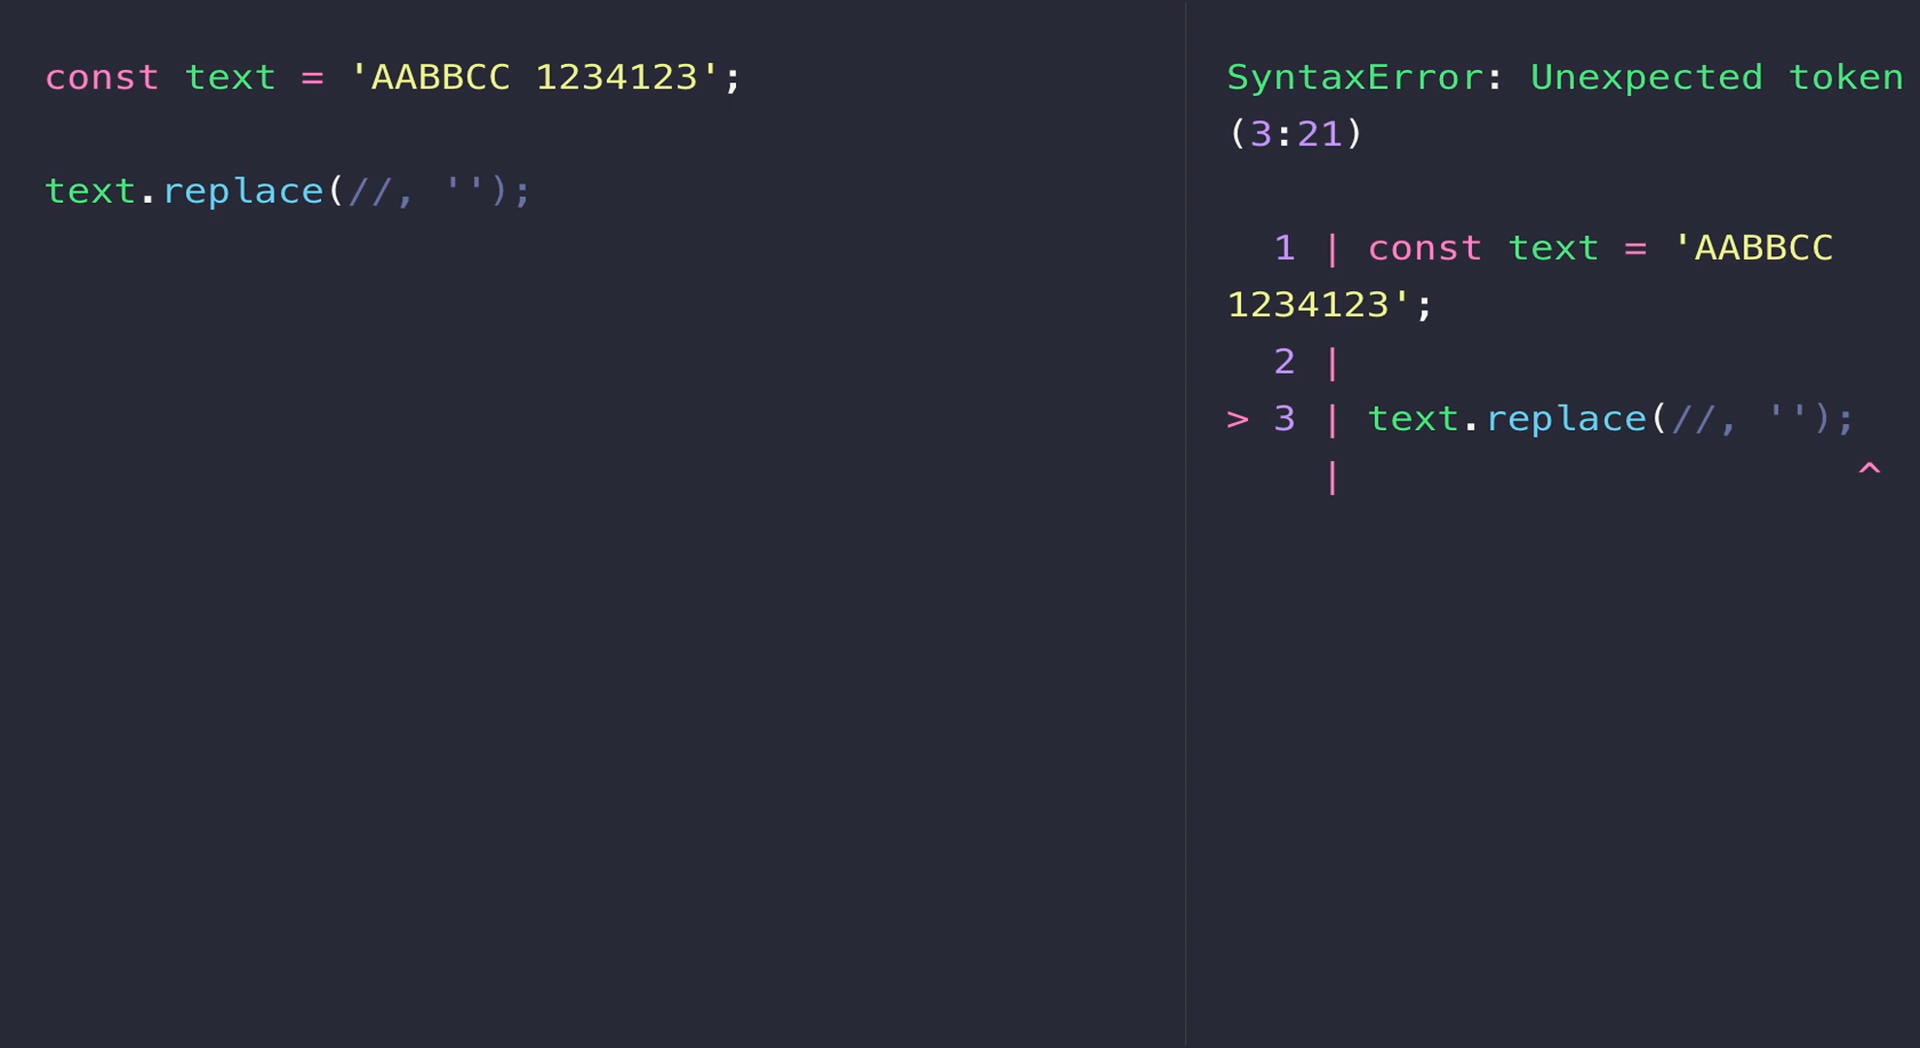 const text = 'AABBCC 1234123';
text.replace(//, '');
SyntaxError: Unexpected token
(3:21)
1 | const text = 'AABBCC
1234123';
2 |
> 3 | text.replace(//, '');
| ^